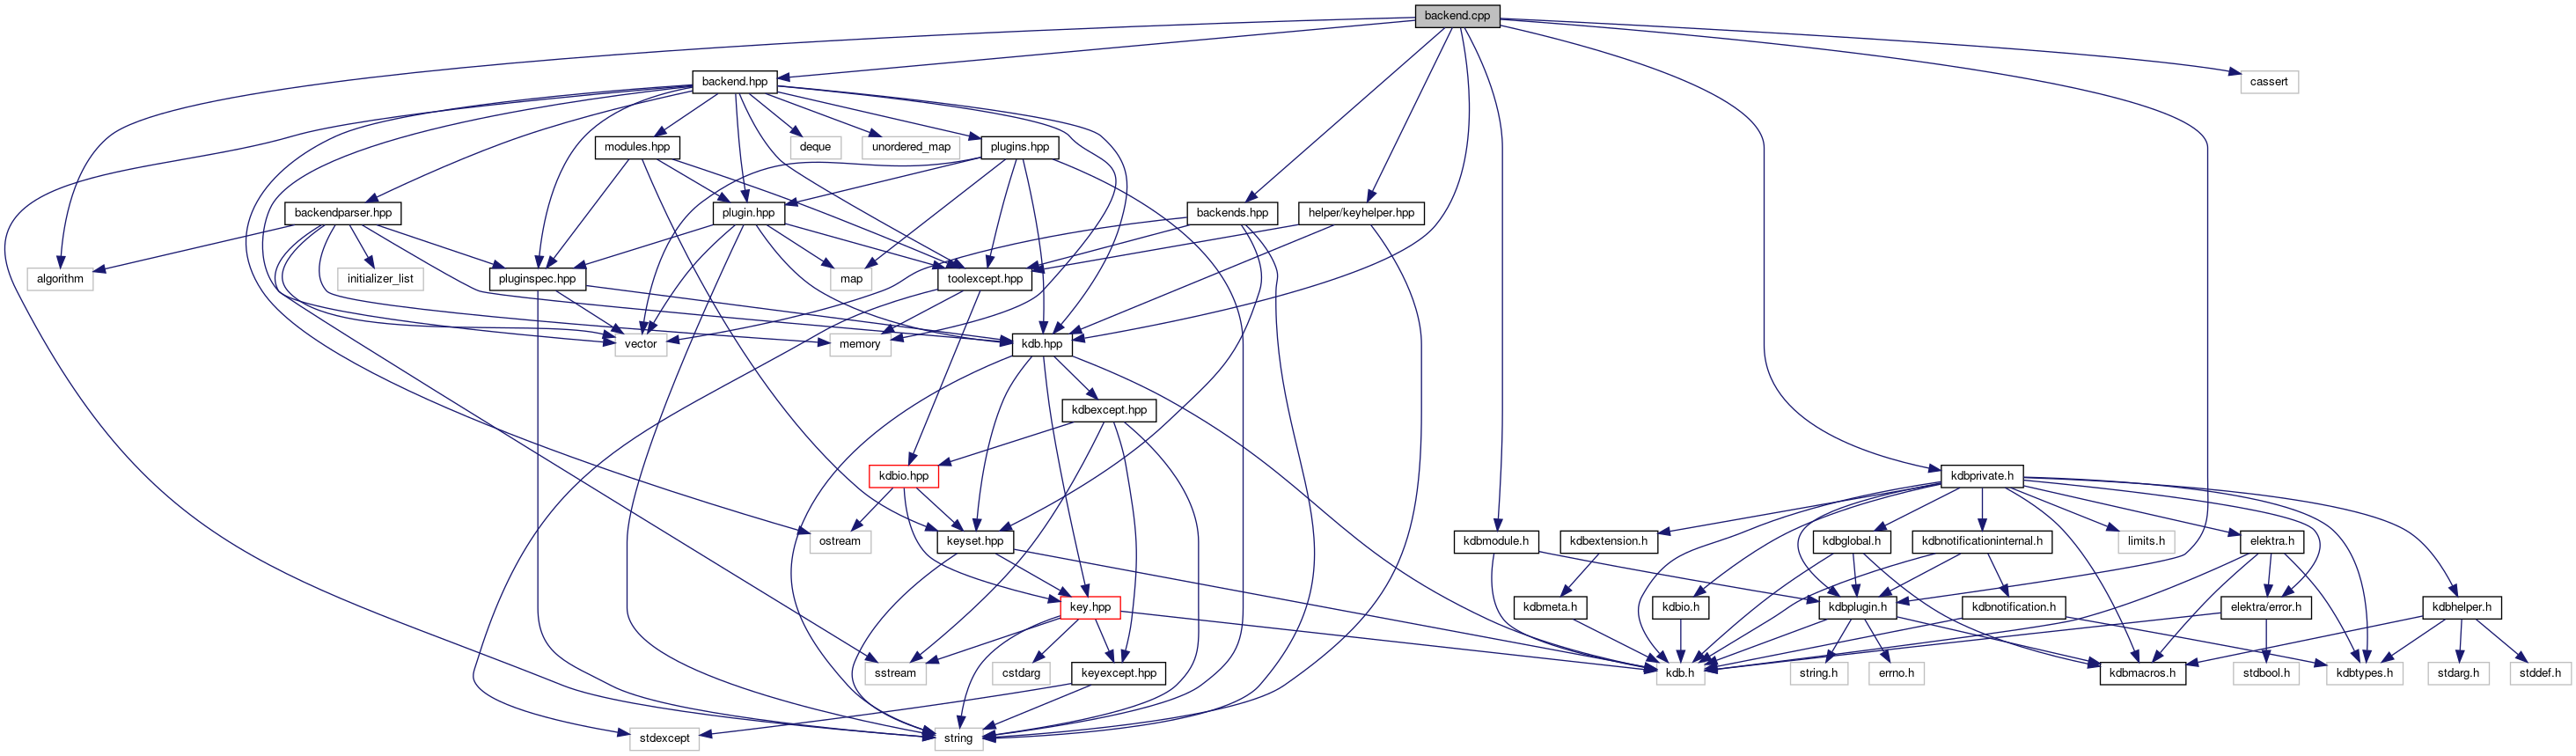 backend.cpp
backend.hpp
cassert
modules.hpp
deque
unordered_map
plugins.hpp
backendparser.hpp
plugin.hpp
backends.hpp
helper/keyhelper.hpp
algorithm
initializer_list
pluginspec.hpp
map
toolexcept.hpp
vector
memory
kdb.hpp
kdbexcept.hpp
kdbio.hpp
kdbprivate.h
ostream
keyset.hpp
kdbmodule.h
kdbextension.h
kdbglobal.h
kdbnotificationinternal.h
limits.h
elektra.h
key.hpp
kdbmeta.h
kdbio.h
kdbplugin.h
kdbnotification.h
elektra/error.h
kdbhelper.h
sstream
cstdarg
keyexcept.hpp
kdb.h
string.h
errno.h
kdbmacros.h
stdbool.h
kdbtypes.h
stdarg.h
stddef.h
stdexcept
string